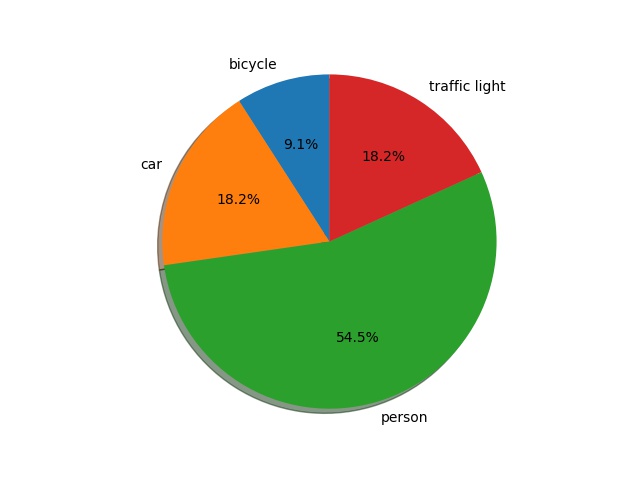 bicycle
traffic light
9.1%
18.2%
car
18.2%
54.5%
person